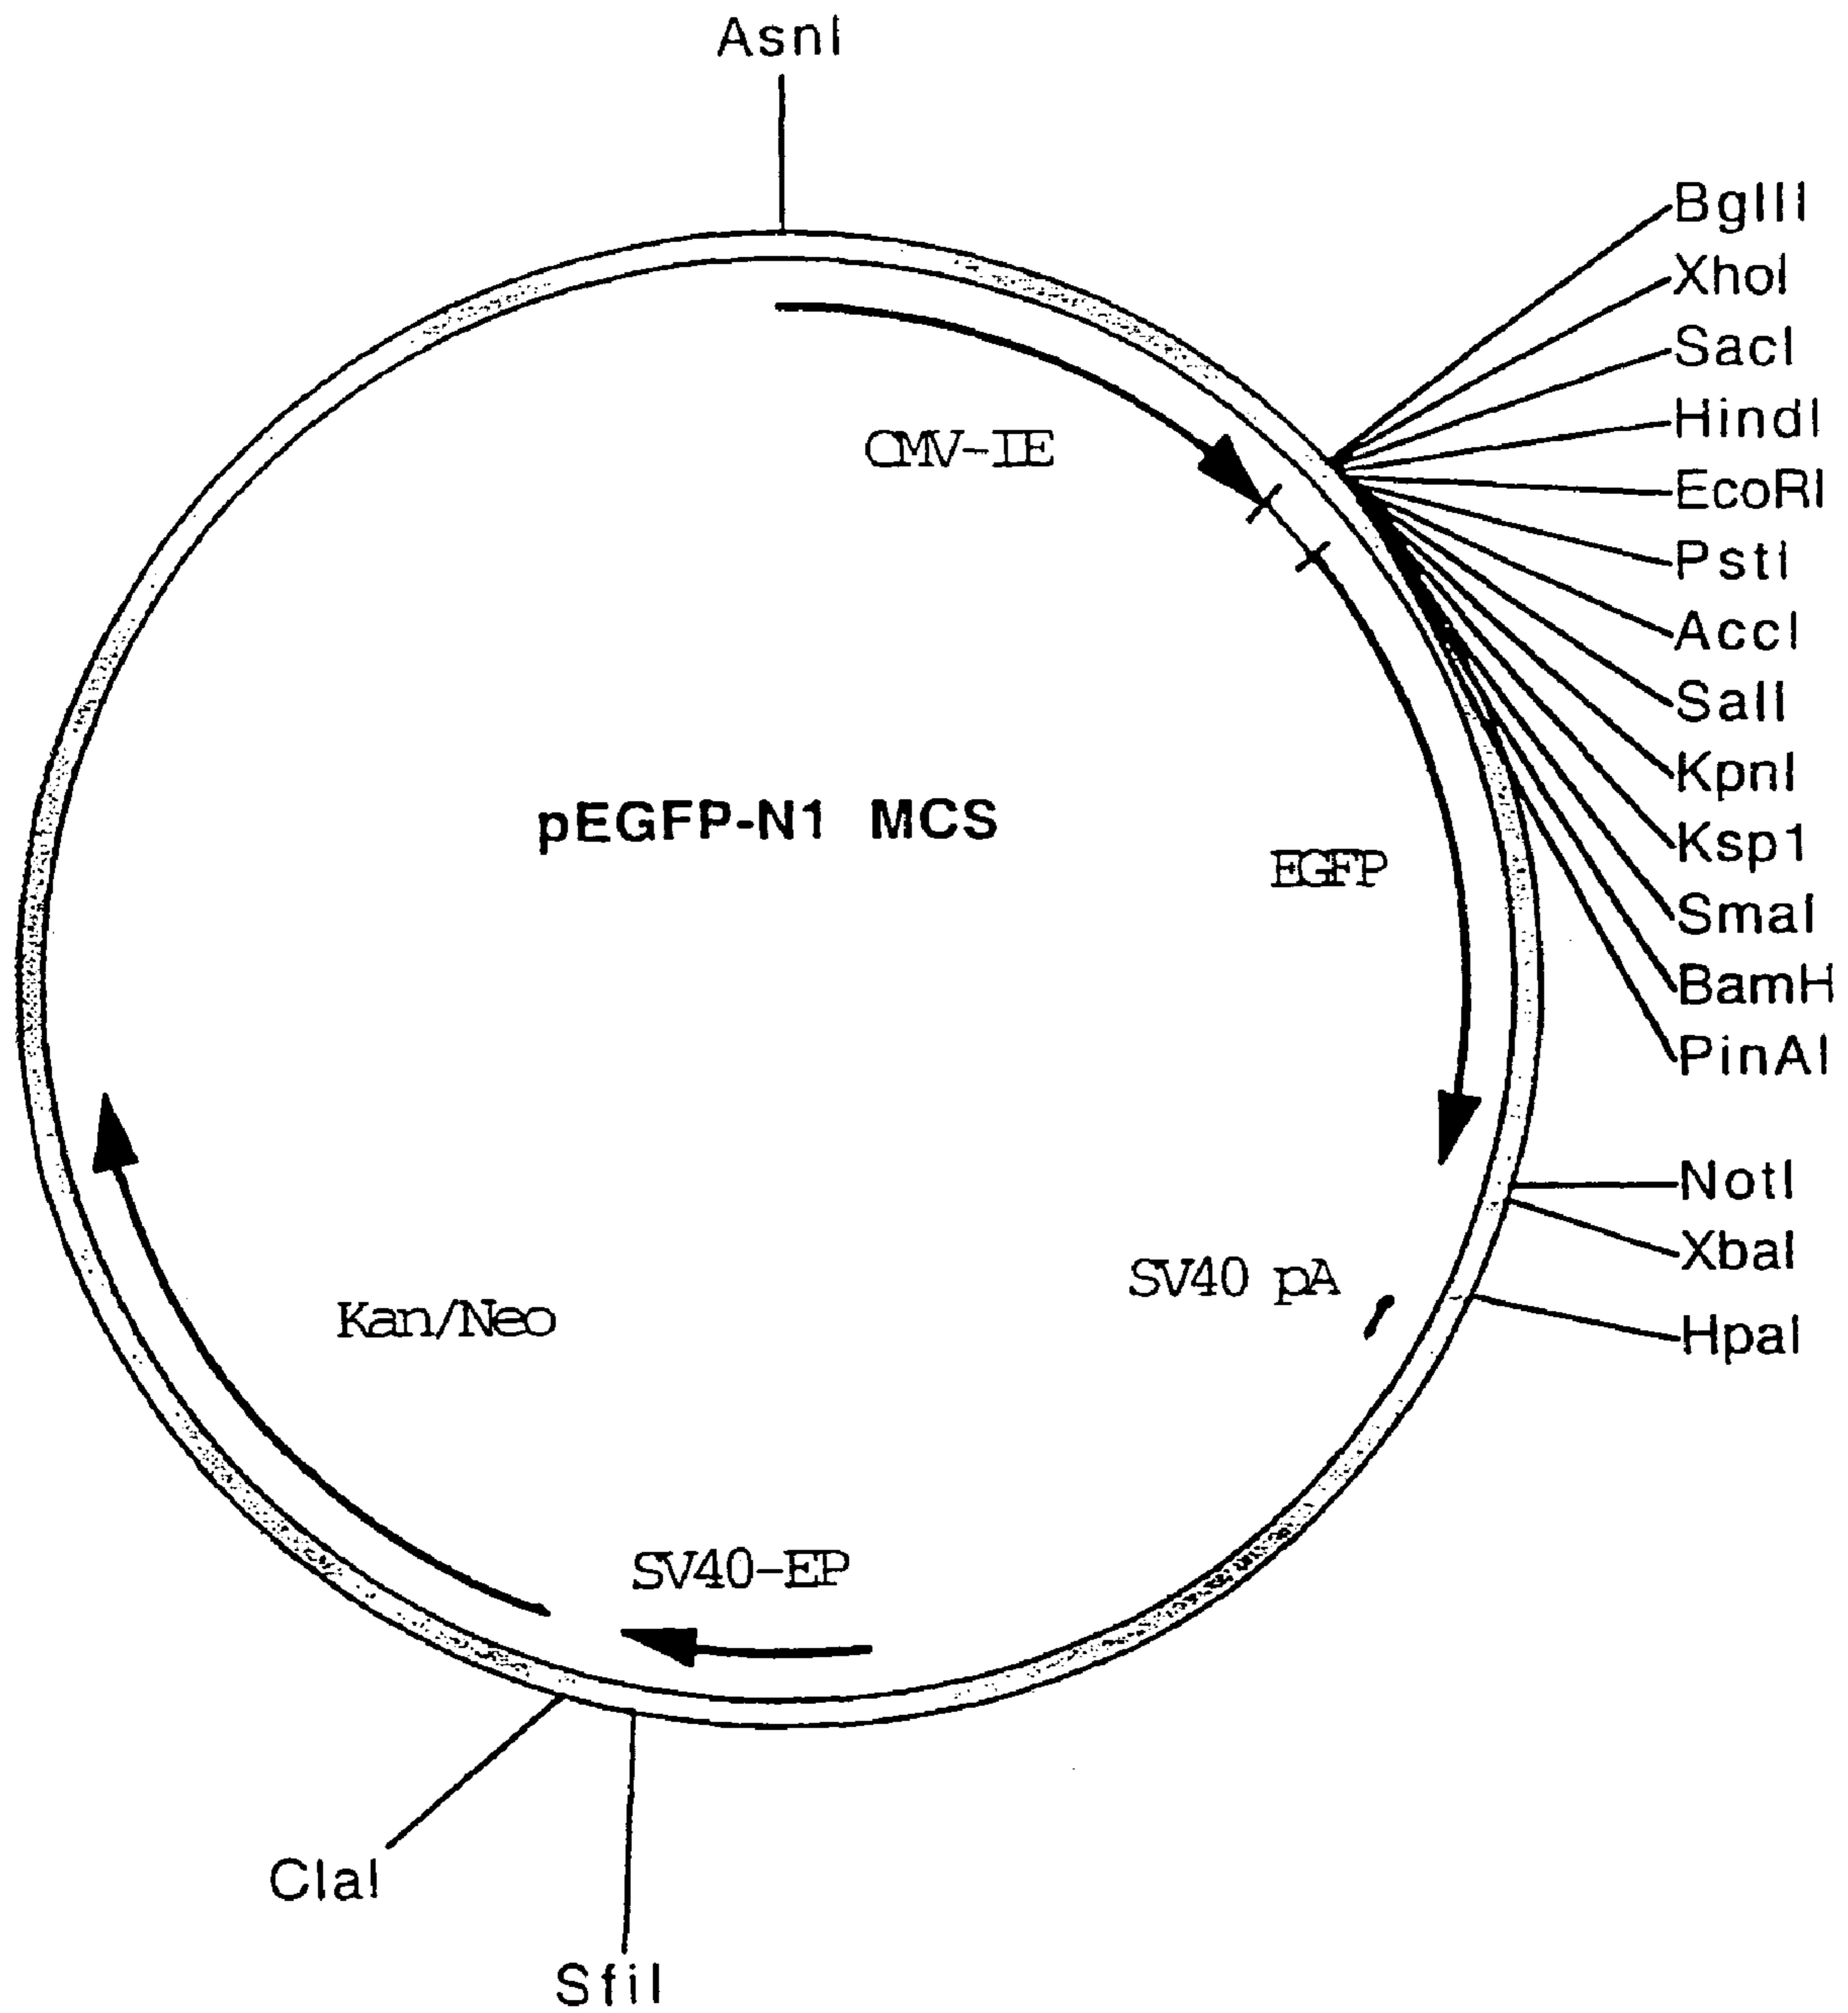 AsnI
BglII
XhoI
SacI
HindI
EcoRI
PstI
AccI
SalI
KpnI
Ksp1
SmaI
BamH
PinAI
CMV-IE
pEGFP-N1 MCS
EGFP
NotI
XbaI
HpaI
SV40 pA
Kan/Neo
SV40-EP
ClaI
SfiI